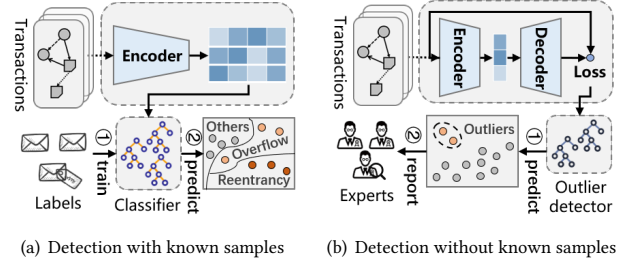 Transactions
Encoder
Labels
① train
Classifier
② predict
Others
Overflow
Reentrancy
(a) Detection with known samples
Transactions
Encoder
Decoder
Loss
Experts
② report
Outliers
① predict
Outlier
detector
(b) Detection without known samples